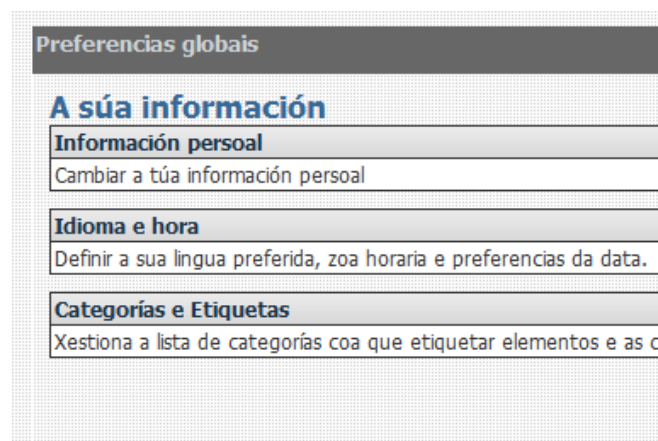 Preferencias globais
A súa información
Información persoal
Cambiar a túa información persoal
Idioma e hora
Definir a sua lingua preferida, zoa horaria e preferencias da data.
Categorías e Etiquetas
Xestiona a lista de categorías coa que etiquetar elementos e as